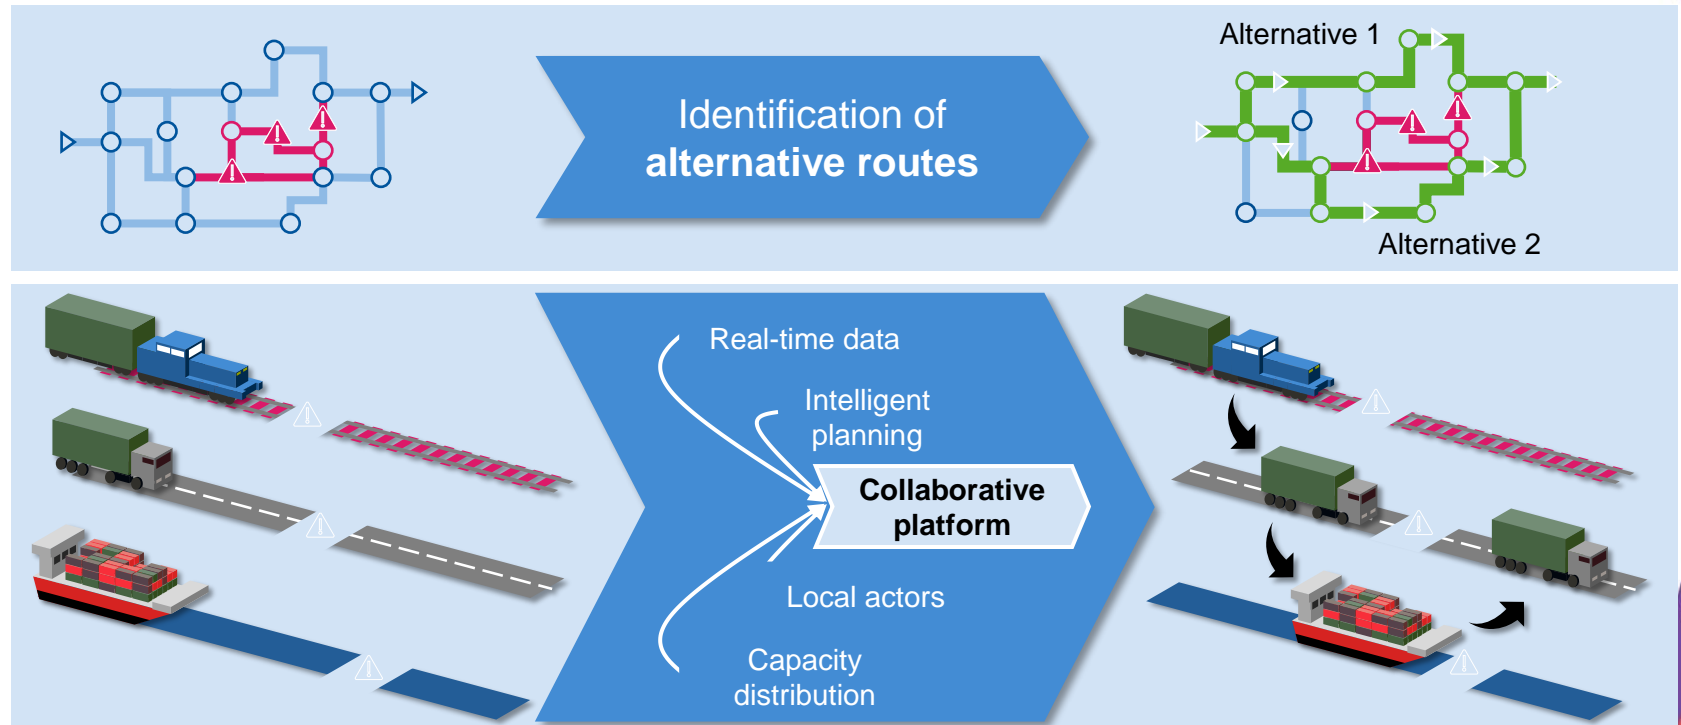 Alternative 1
Identification of
alternative routes
Alternative 2
Real-time data
Intelligent
planning
Collaborative
platform
Local actors
Capacity
distribution